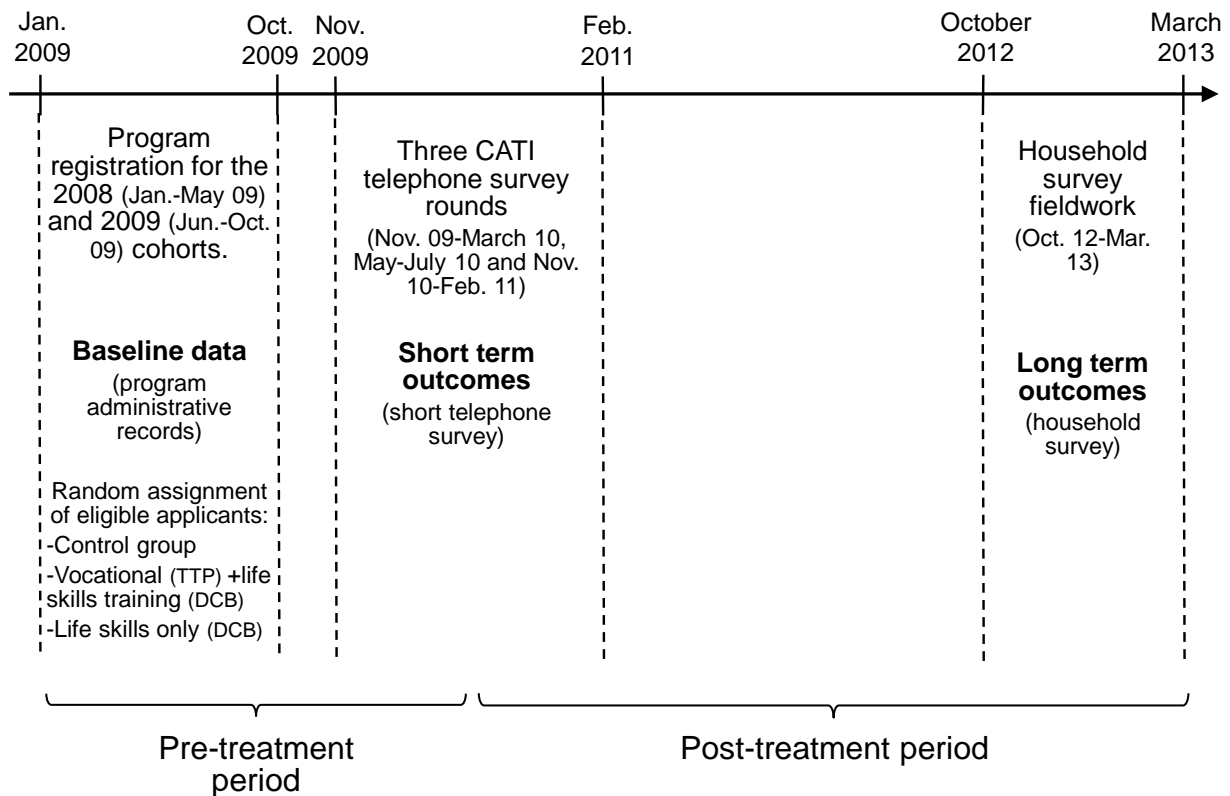 Jan.
2009
Oct.
2009
Nov.
2009
Feb.
2011
October
2012
March
2013
Program
registration for the
2008 (Jan.-May 09)
and 2009 (Jun.-Oct.
09) cohorts.
Three CATI
telephone survey
rounds
(Nov. 09-March 10,
May-July 10 and Nov.
10-Feb. 11)
Household
survey
fieldwork
(Oct. 12-Mar.
13)
Baseline data
(program
administrative
records)
Short term
outcomes
(short telephone
survey)
Long term
outcomes
(household
survey)
Random assignment
of eligible applicants:
-Control group
-Vocational (TTP) +life
skills training (DCB)
-Life skills only (DCB)
Pre-treatment
period
Post-treatment period